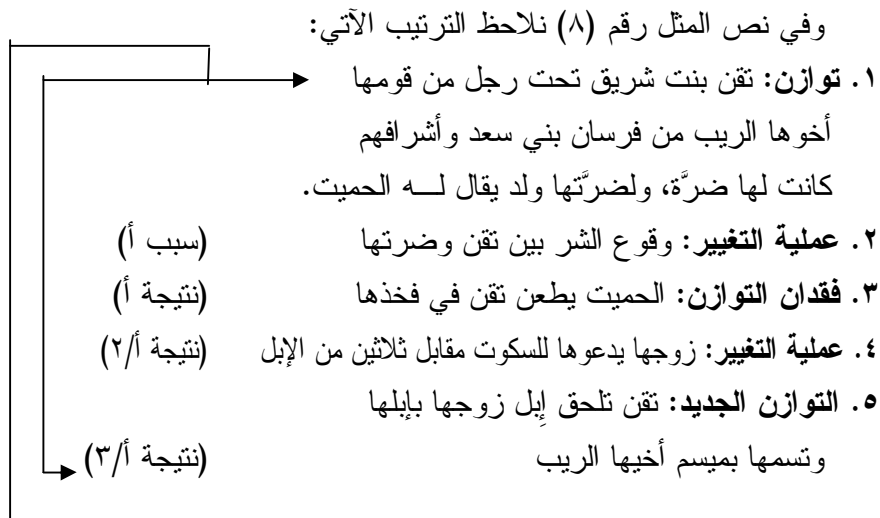 وفي نص المثل رقم (٨) نلاحظ الترتيب الآتي:
١. توازن: تقن بنت شريق تحت رجل من قومها
أخوها الريب من فرسان بني سعد وأشرافهم
كانت لها ضرَّة، ولضرَّتها ولد يقال لـــه الحميت.
٢. عملية التغيير: وقوع الشر بين تقن وضرتها (سبب أ)
٣. فقدان التوازن: الحميت يطعن تقن في فخذها (نتيجة أ)
٤. عملية التغيير: زوجها يدعوها للسكوت مقابل ثلاثين من الإبل (نتيجة أ/٢)
٥. التوازن الجديد: تقن تلحق إِبل زوجها بإبلها
وتسمها بميسم أخيها الريب (نتيجة أ/٣)